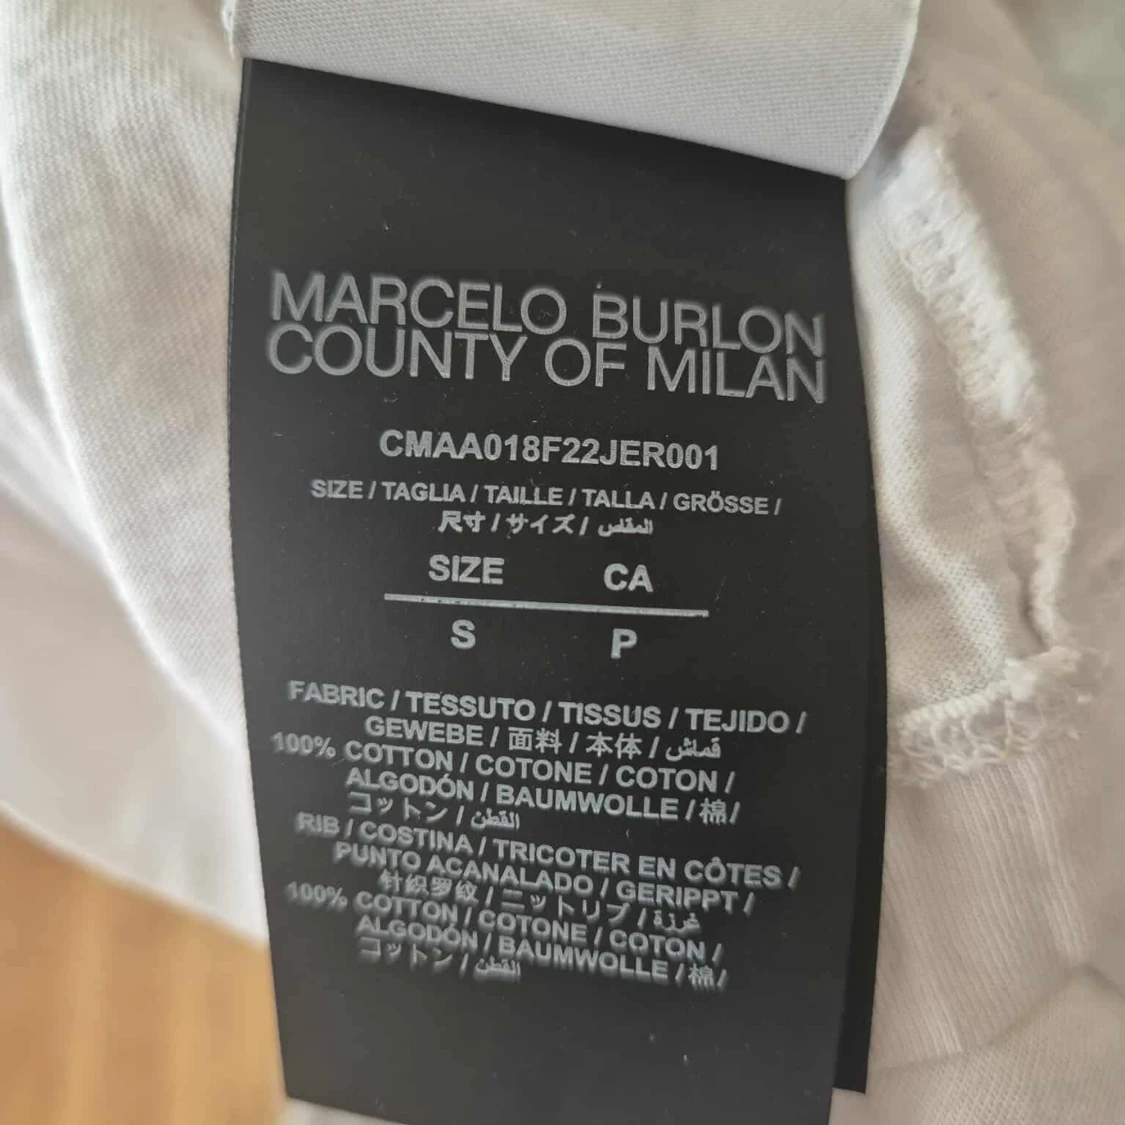 MARCELO BURLON
COUNTY OF MILAN
CMAA018F22JER001
SIZE / TAGLIA / TAILLE / TALLA / GRÖSSE /
尺寸 / サイズ / المقاس
SIZE CA
S P
FABRIC / TESSUTO / TISSUS / TEJIDO /
GEWEBE / 面料 / 本体 / قماش
100% COTTON / COTONE / COTON /
ALGODÓN / BAUMWOLLE / 棉/
コットン / القطن
RIB / COSTINA / TRICOTER EN CÔTES /
PUNTO ACANALADO / GERIPPT /
针织罗纹 / ニットリブ / غرزة
100% COTTON / COTONE / COTON /
ALGODÓN / BAUMWOLLE / 棉/
コットン / القطن